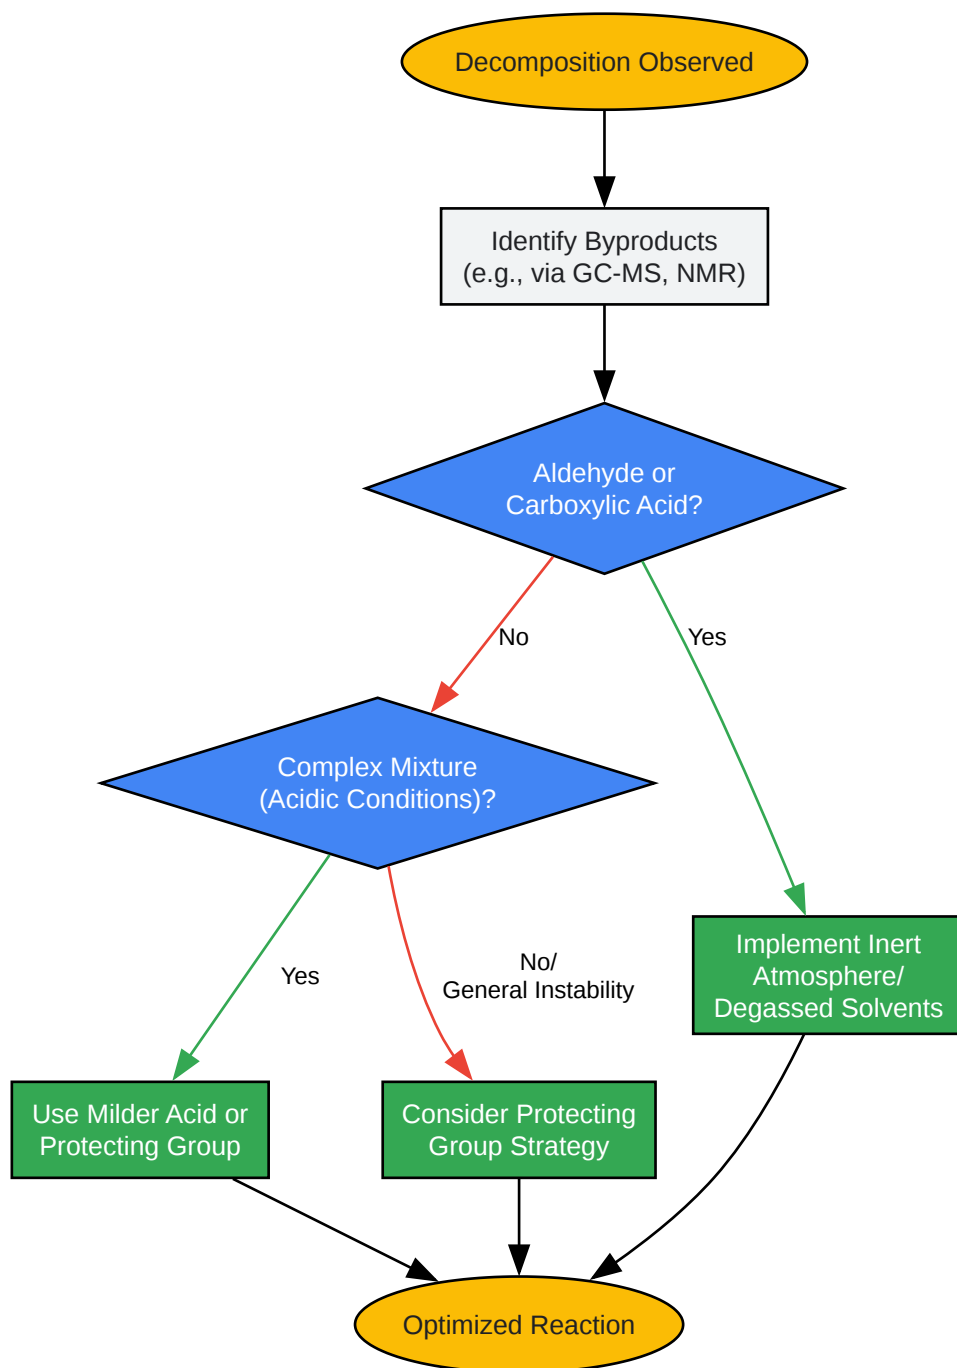 Decomposition Observed
Identify Byproducts
(e.g., via GC-MS, NMR)
Aldehyde or
Carboxylic Acid?
No
Yes
Complex Mixture
(Acidic Conditions)?
Implement Inert
Atmosphere/
Degassed Solvents
Yes
No/
General Instability
Use Milder Acid or
Protecting Group
Consider Protecting
Group Strategy
Optimized Reaction